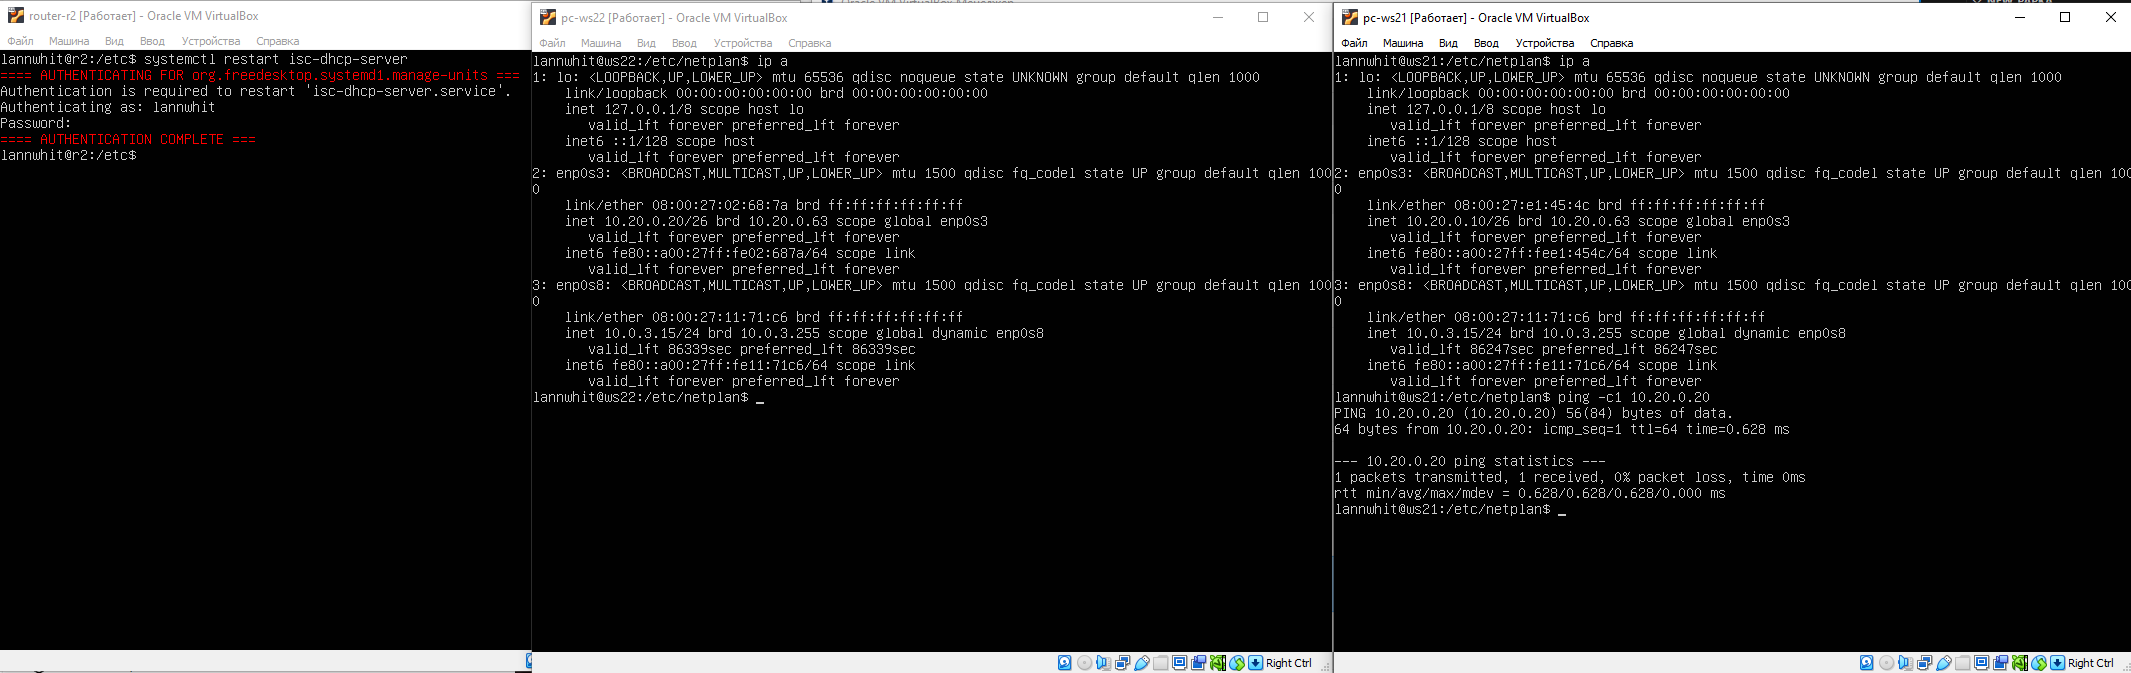 router-r2 [Работает] - Oracle VM VirtualBox
Файл Машина Вид Ввод Устройства Справка
lannwhit@r2:/etc$ systemctl restart isc-dhcp-server
==== AUTHENTICATING FOR org.freedesktop.systemd1.manage-units ===
Authentication is required to restart 'isc-dhcp-server.service'.
Authenticating as: lannwhit
Password:
==== AUTHENTICATION COMPLETE ===
lannwhit@r2:/etc$
pc-ws22 [Работает] - Oracle VM VirtualBox
Файл Машина Вид Ввод Устройства Справка
lannwhit@ws22:/etc/netplan$ ip a
1: lo: <LOOPBACK,UP,LOWER_UP> mtu 65536 qdisc noqueue state UNKNOWN group default qlen 1000
link/loopback 00:00:00:00:00:00 brd 00:00:00:00:00:00
inet 127.0.0.1/8 scope host lo
valid_lft forever preferred_lft forever
inet6 ::1/128 scope host
valid_lft forever preferred_lft forever
2: enp0s3: <BROADCAST,MULTICAST,UP,LOWER_UP> mtu 1500 qdisc fq_codel state UP group default qlen 100
0
link/ether 08:00:27:02:68:7a brd ff:ff:ff:ff:ff:ff
inet 10.20.0.20/26 brd 10.20.0.63 scope global enp0s3
valid_lft forever preferred_lft forever
inet6 fe80::a00:27ff:fe02:687a/64 scope link
valid_lft forever preferred_lft forever
3: enp0s8: <BROADCAST,MULTICAST,UP,LOWER_UP> mtu 1500 qdisc fq_codel state UP group default qlen 100
0
link/ether 08:00:27:11:71:c6 brd ff:ff:ff:ff:ff:ff
inet 10.0.3.15/24 brd 10.0.3.255 scope global dynamic enp0s8
valid_lft 86339sec preferred_lft 86339sec
inet6 fe80::a00:27ff:fe11:71c6/64 scope link
valid_lft forever preferred_lft forever
lannwhit@ws22:/etc/netplan$ _
Right Ctrl
pc-ws21 [Работает] - Oracle VM VirtualBox
Файл Машина Вид Ввод Устройства Справка
lannwhit@ws21:/etc/netplan$ ip a
1: lo: <LOOPBACK,UP,LOWER_UP> mtu 65536 qdisc noqueue state UNKNOWN group default qlen 1000
link/loopback 00:00:00:00:00:00 brd 00:00:00:00:00:00
inet 127.0.0.1/8 scope host lo
valid_lft forever preferred_lft forever
inet6 ::1/128 scope host
valid_lft forever preferred_lft forever
2: enp0s3: <BROADCAST,MULTICAST,UP,LOWER_UP> mtu 1500 qdisc fq_codel state UP group default qlen 100
0
link/ether 08:00:27:e1:45:4c brd ff:ff:ff:ff:ff:ff
inet 10.20.0.10/26 brd 10.20.0.63 scope global enp0s3
valid_lft forever preferred_lft forever
inet6 fe80::a00:27ff:fee1:454c/64 scope link
valid_lft forever preferred_lft forever
3: enp0s8: <BROADCAST,MULTICAST,UP,LOWER_UP> mtu 1500 qdisc fq_codel state UP group default qlen 100
0
link/ether 08:00:27:11:71:c6 brd ff:ff:ff:ff:ff:ff
inet 10.0.3.15/24 brd 10.0.3.255 scope global dynamic enp0s8
valid_lft 86247sec preferred_lft 86247sec
inet6 fe80::a00:27ff:fe11:71c6/64 scope link
valid_lft forever preferred_lft forever
lannwhit@ws21:/etc/netplan$ ping -c1 10.20.0.20
PING 10.20.0.20 (10.20.0.20) 56(84) bytes of data.
64 bytes from 10.20.0.20: icmp_seq=1 ttl=64 time=0.628 ms
--- 10.20.0.20 ping statistics ---
1 packets transmitted, 1 received, 0% packet loss, time 0ms
rtt min/avg/max/mdev = 0.628/0.628/0.628/0.000 ms
lannwhit@ws21:/etc/netplan$ _
Right Ctrl